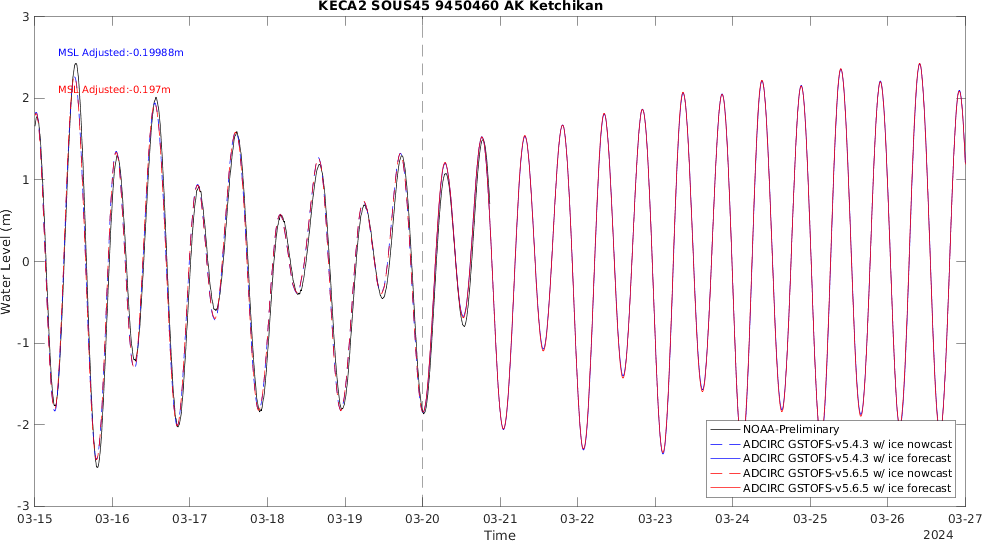 KECA2 SOUS45 9450460 AK Ketchikan
MSL Adjusted:-0.19988m
MSL Adjusted:-0.197m
Water Level (m)
3
2
1
0
-1
-2
-3
NOAA-Preliminary
ADCIRC GSTOFS-v5.4.3 w/ ice nowcast
ADCIRC GSTOFS-v5.4.3 w/ ice forecast
ADCIRC GSTOFS-v5.6.5 w/ ice nowcast
ADCIRC GSTOFS-v5.6.5 w/ ice forecast
03-15 03-16 03-17 03-18 03-19 03-20 03-21 03-22 03-23 03-24 03-25 03-26 03-27
Time
2024